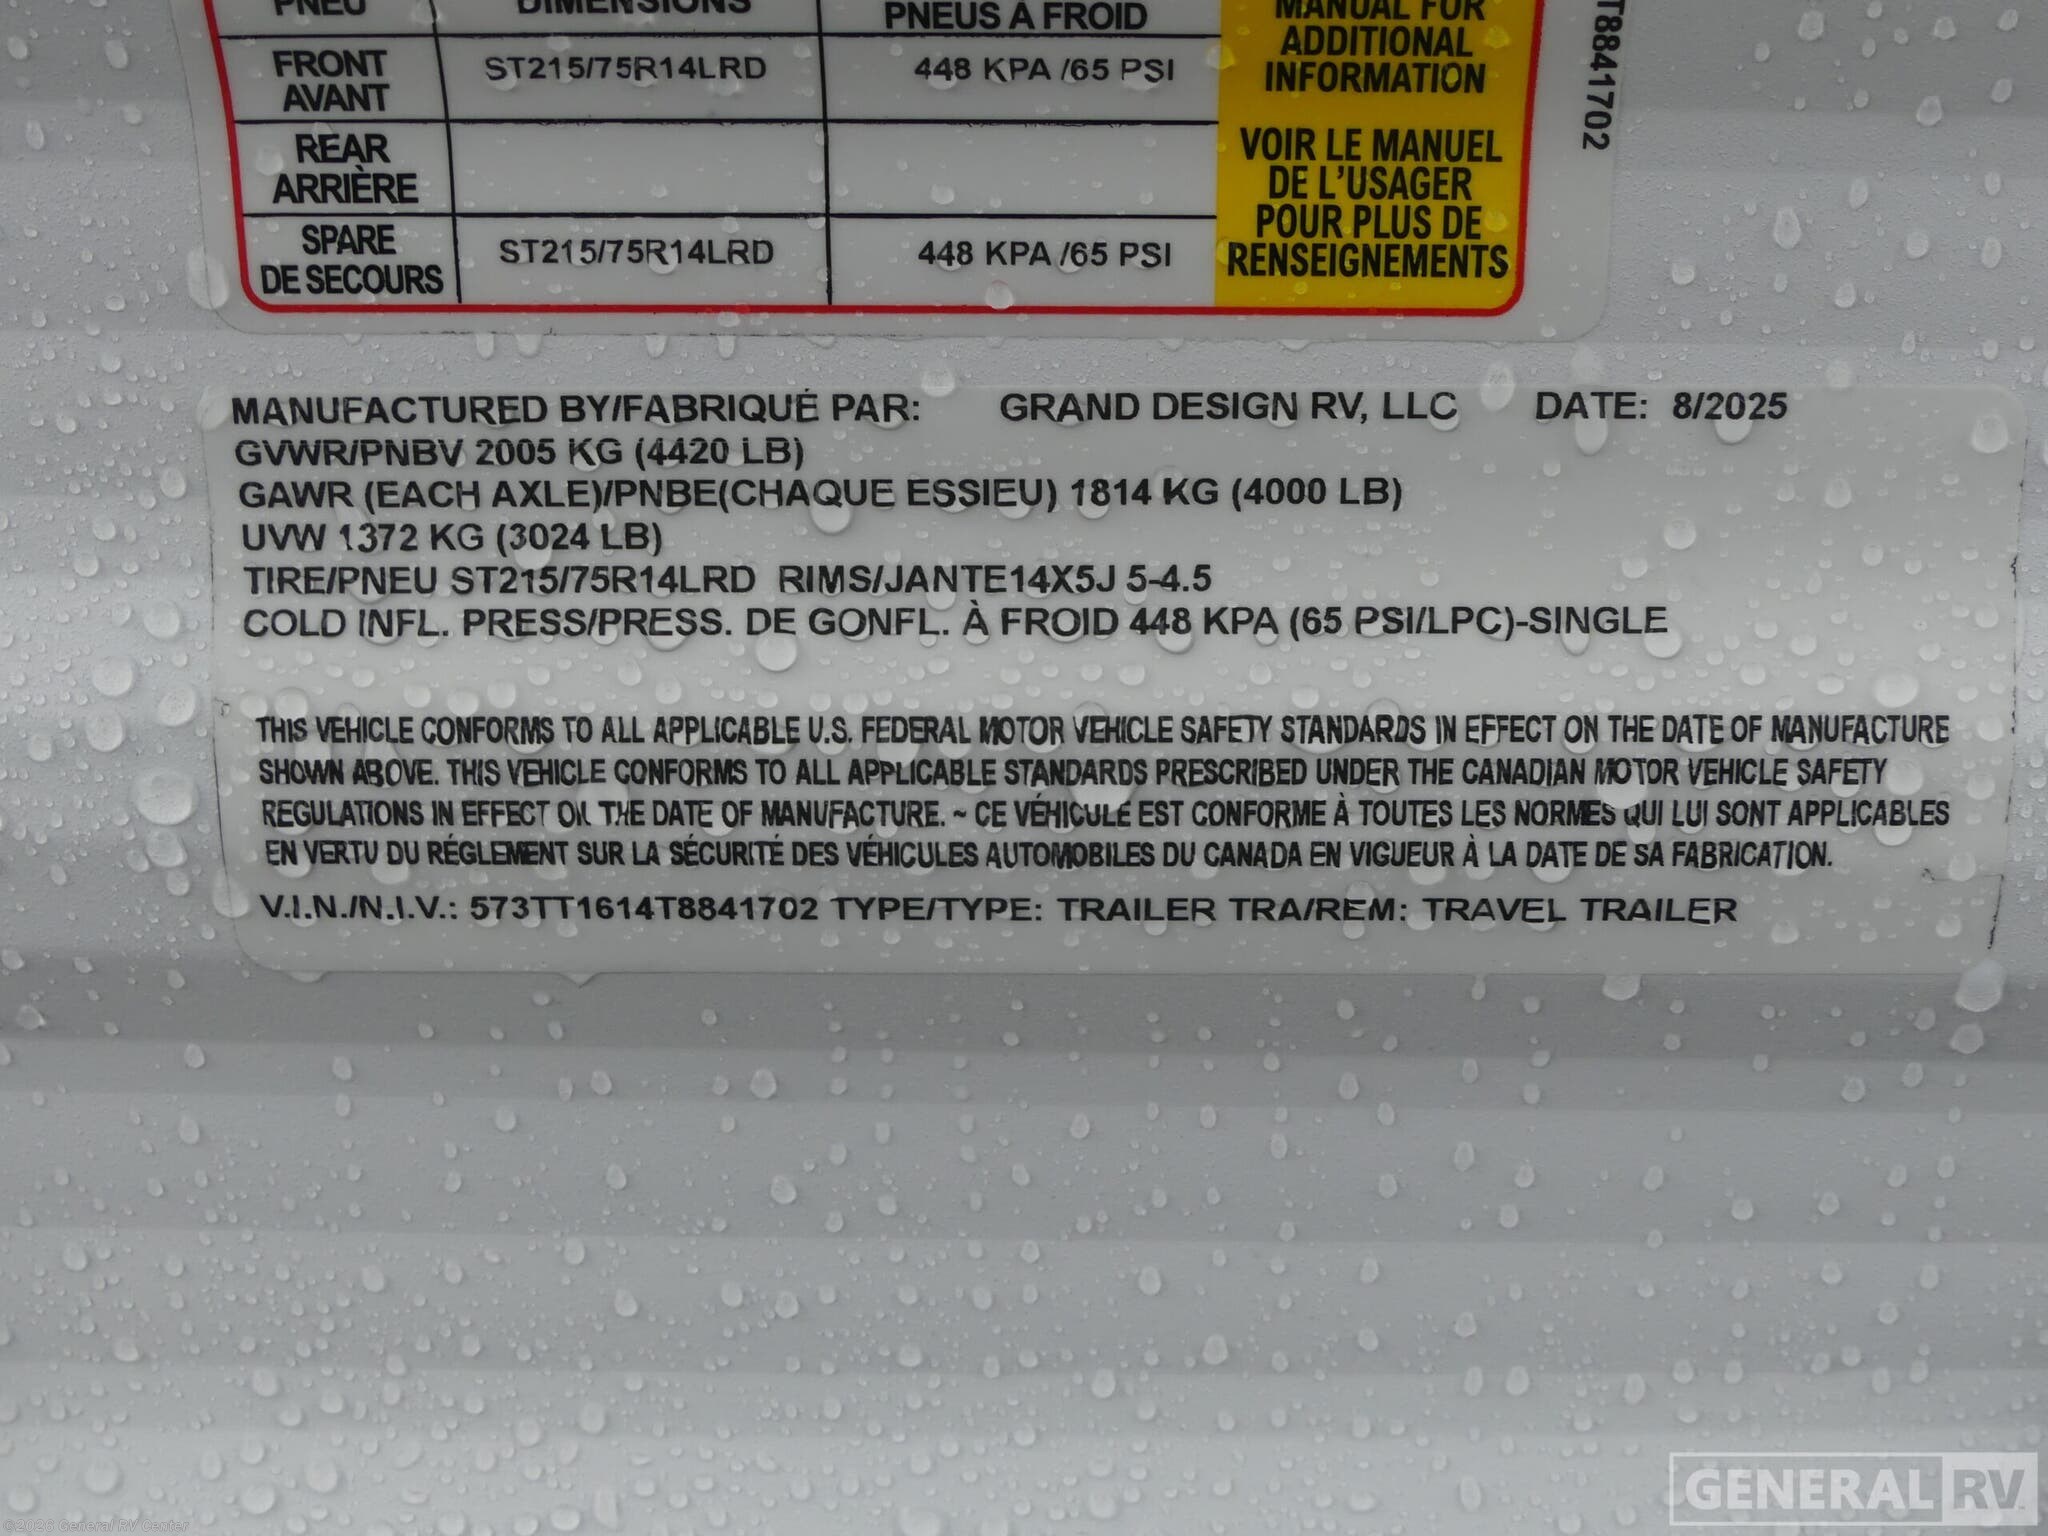 PNEU DIMENSIONS PNEUS À FROID
MANUAL FOR
ADDITIONAL
INFORMATION
FRONT
AVANT
ST215/75R14LRD 448 KPA /65 PSI
REAR
ARRIÈRE
SPARE
DE SECOURS
ST215/75R14LRD 448 KPA /65 PSI
VOIR LE MANUEL
DE L'USAGER
POUR PLUS DE
RENSEIGNEMENTS
T8841702
MANUFACTURED BY/FABRIQUÉ PAR: GRAND DESIGN RV, LLC DATE: 8/2025
GVWR/PNBV 2005 KG (4420 LB)
GAWR (EACH AXLE)/PNBE(CHAQUE ESSIEU) 1814 KG (4000 LB)
UVW 1372 KG (3024 LB)
TIRE/PNEU ST215/75R14LRD RIMS/JANTE14X5J 5-4.5
COLD INFL. PRESS/PRESS. DE GONFL. À FROID 448 KPA (65 PSI/LPC)-SINGLE
THIS VEHICLE CONFORMS TO ALL APPLICABLE U.S. FEDERAL MOTOR VEHICLE SAFETY STANDARDS IN EFFECT ON THE DATE OF MANUFACTURE
SHOWN ABOVE. THIS VEHICLE CONFORMS TO ALL APPLICABLE STANDARDS PRESCRIBED UNDER THE CANADIAN MOTOR VEHICLE SAFETY
REGULATIONS IN EFFECT ON THE DATE OF MANUFACTURE. ~ CE VÉHICULE EST CONFORME À TOUTES LES NORMES QUI LUI SONT APPLICABLES
EN VERTU DU RÉGLEMENT SUR LA SÉCURITÉ DES VÉHICULES AUTOMOBILES DU CANADA EN VIGUEUR À LA DATE DE SA FABRICATION.
V.I.N./N.I.V.: 573TT1614T8841702 TYPE/TYPE: TRAILER TRA/REM: TRAVEL TRAILER
GENERAL RV
©2026 General RV Center